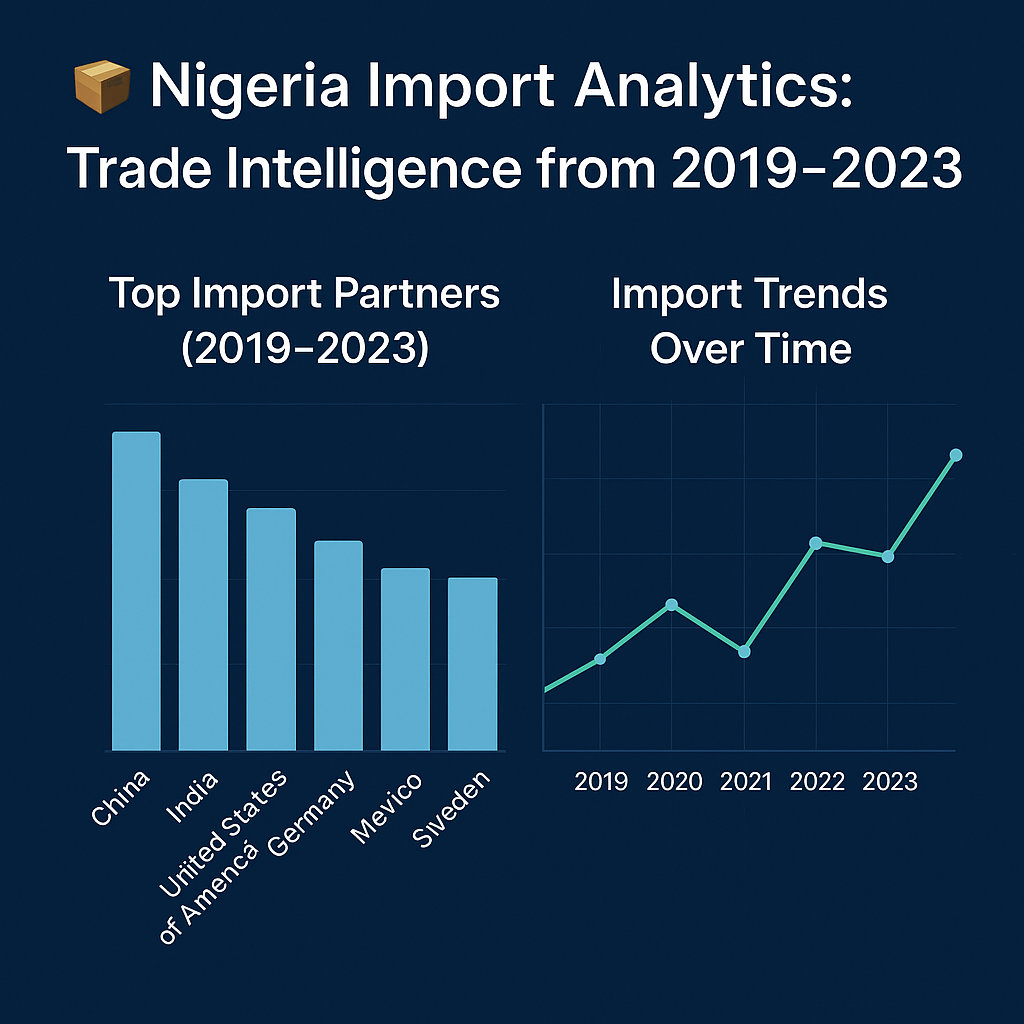 📦 Nigeria Import Analytics:
Trade Intelligence from 2019–2023
Top Import Partners
(2019–2023)
Import Trends
Over Time
China
India
Uriited States
of Amencá
Germany
Mevico
Siveden
2019 2020 2021 2022 2023